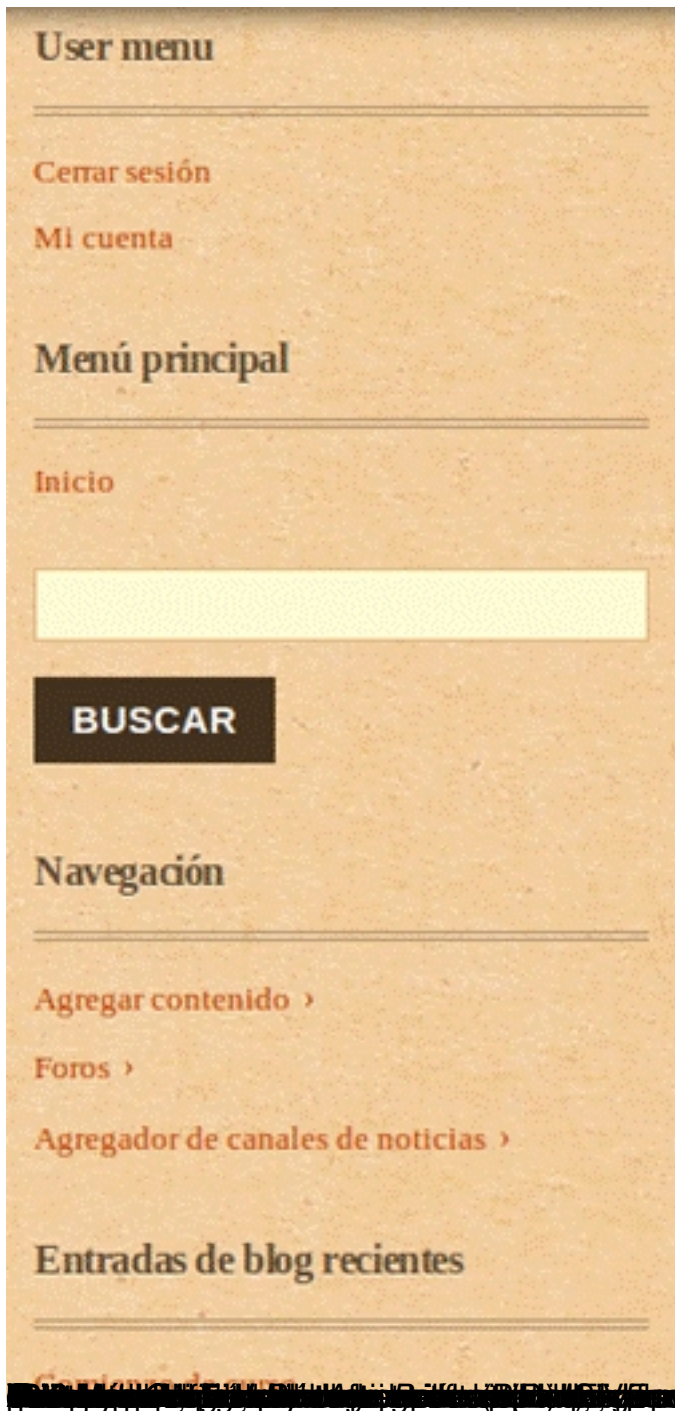 User menu
Cerrar sesión
Mi cuenta
Menú principal
Inicio
BUSCAR
Navegación
Agregar contenido ›
Foros ›
Agregador de canales de noticias ›
Entradas de blog recientes